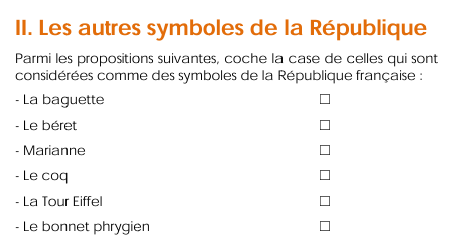 II. Les autres symboles de la République
Parmi les propositions suivantes, coche la case de celles qui sont
considérées comme des symboles de la République française :
- La baguette ☐
- Le béret ☐
- Marianne ☐
- Le coq ☐
- La Tour Eiffel ☐
- Le bonnet phrygien ☐